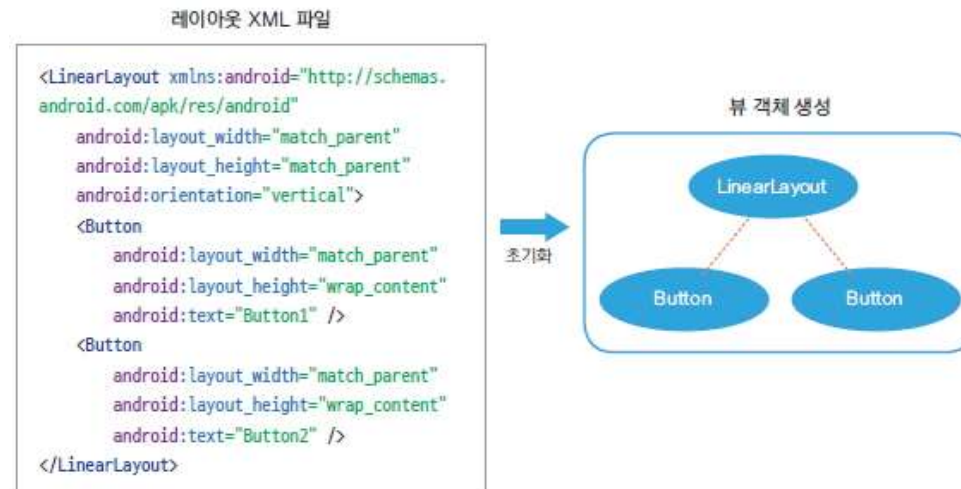 레이아웃 XML 파일
<LinearLayout xmlns:android="http://schemas.
android.com/apk/res/android"
    android:layout_width="match_parent"
    android:layout_height="match_parent"
    android:orientation="vertical">
    <Button
        android:layout_width="match_parent"
        android:layout_height="wrap_content"
        android:text="Button1" />
    <Button
        android:layout_width="match_parent"
        android:layout_height="wrap_content"
        android:text="Button2" />
</LinearLayout>
초기화
뷰 객체 생성
LinearLayout
Button
Button